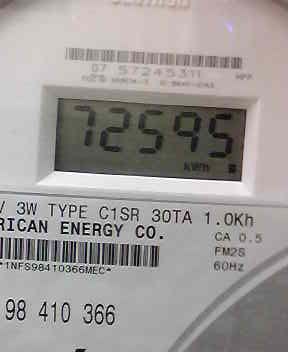 07 57245311
72595
KWh
V 3W TYPE C1SR 30TA 1.0Kh
RICAN ENERGY CO.
CA 0.5
FM2S
60Hz
*1NFS98410366MEC*
98 410 366